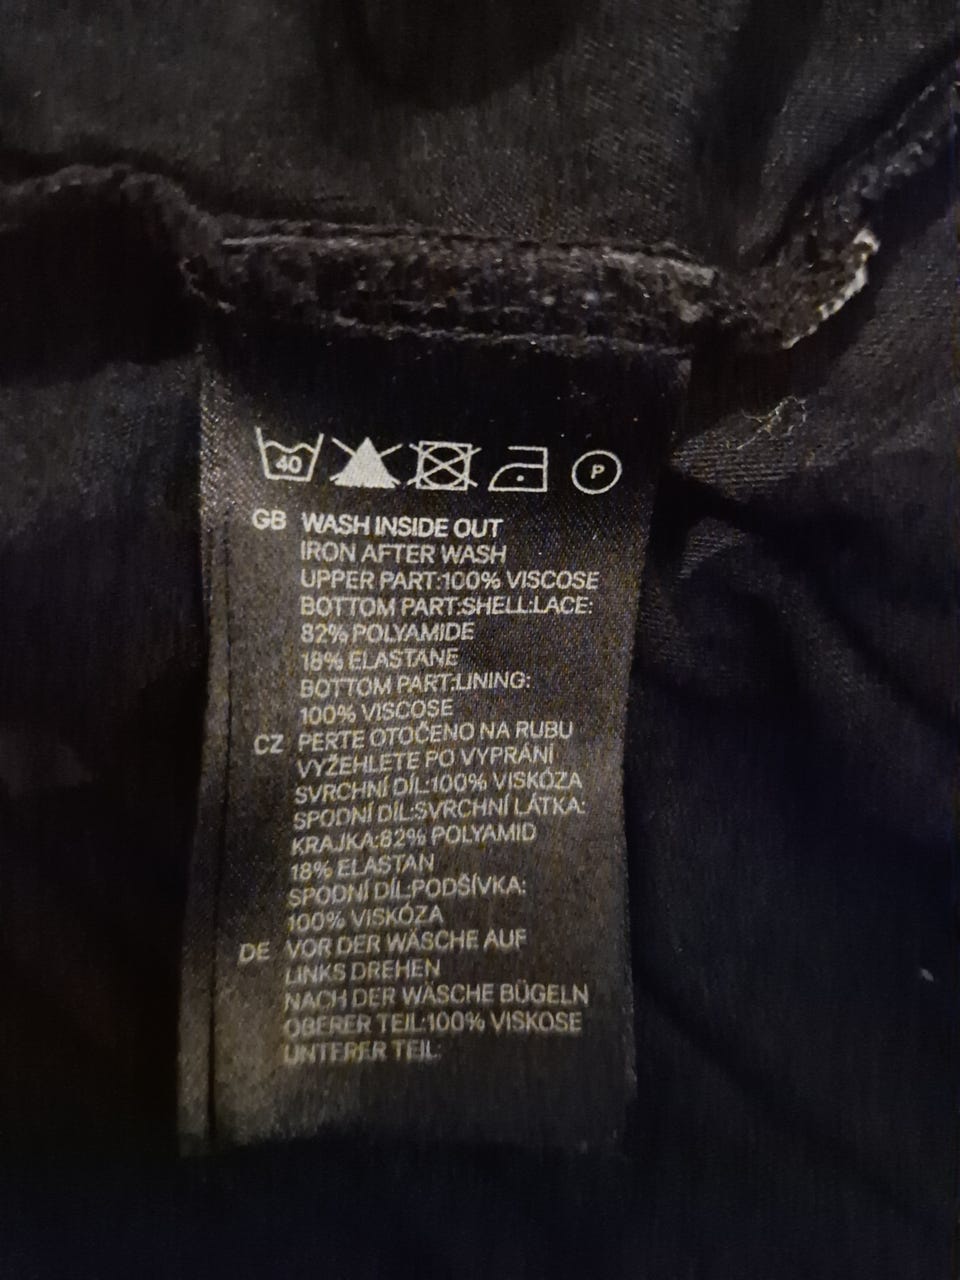 40 P
GB WASH INSIDE OUT
IRON AFTER WASH
UPPER PART:100% VISCOSE
BOTTOM PART:SHELL:LACE:
82% POLYAMIDE
18% ELASTANE
BOTTOM PART:LINING:
100% VISCOSE
CZ PERTE OTOČENO NA RUBU
VYŽEHLETE PO VYPRÁNÍ
SVRCHNÍ DÍL:100% VISKÓZA
SPODNÍ DÍL:SVRCHNÍ LÁTKA:
KRAJKA:82% POLYAMID
18% ELASTAN
SPODNÍ DÍL:PODŠÍVKA:
100% VISKÓZA
DE VOR DER WÄSCHE AUF
LINKS DREHEN
NACH DER WÄSCHE BÜGELN
OBERER TEIL:100% VISKOSE
UNTERER TEIL: